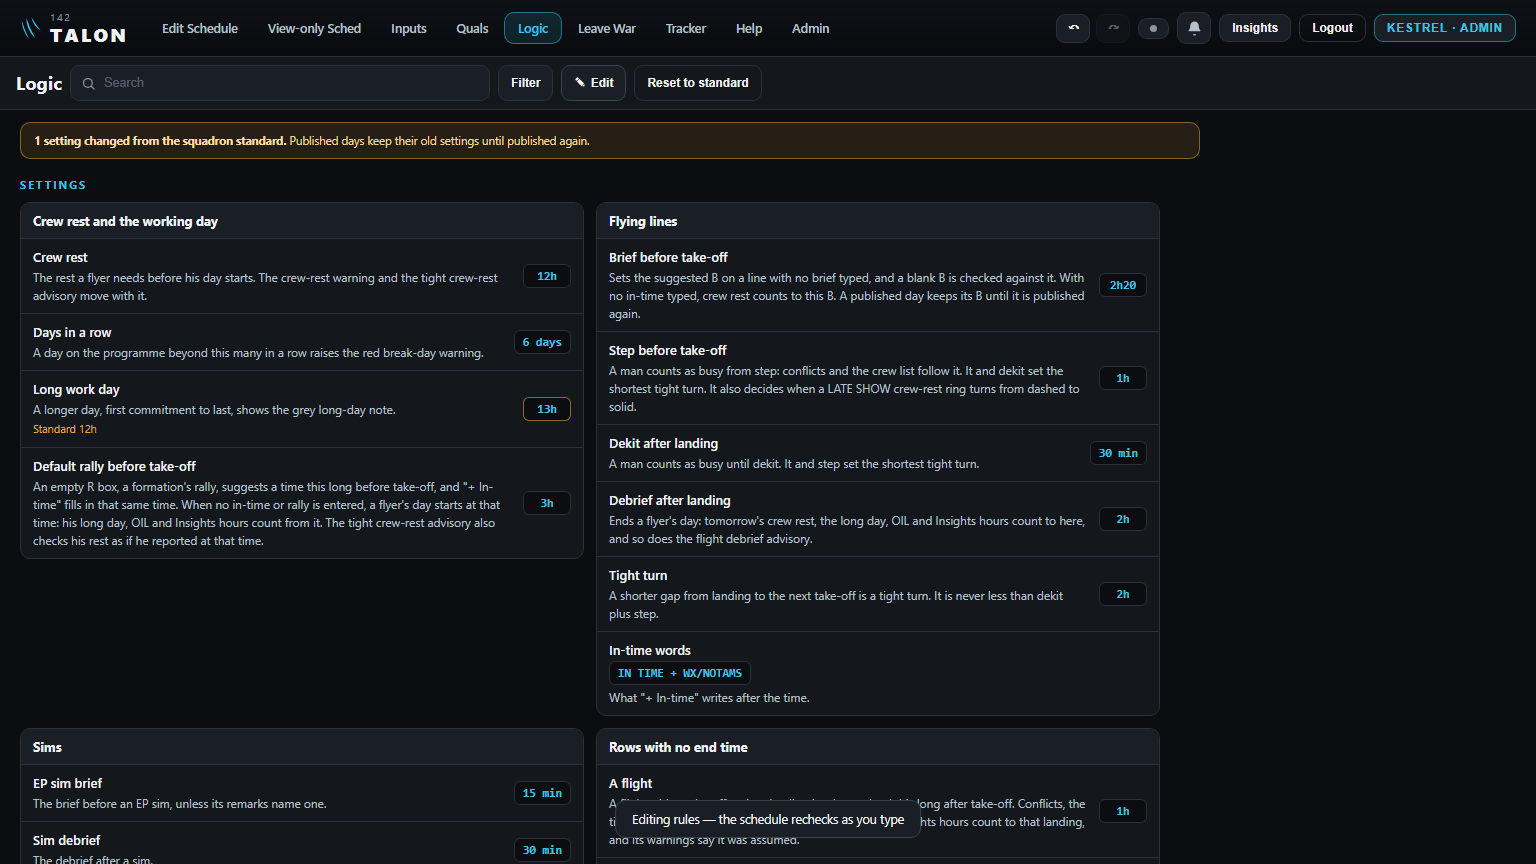 142
TALON
Edit Schedule
View-only Sched
Inputs
Quals
Logic
Leave War
Tracker
Help
Admin
Insights
Logout
KESTREL · ADMIN
Logic
Search
Filter
Edit
Reset to standard
1 setting changed from the squadron standard. Published days keep their old settings until published again.
SETTINGS
Crew rest and the working day
Crew rest
The rest a flyer needs before his day starts. The crew-rest warning and the tight crew-rest
advisory move with it.
12h
Days in a row
A day on the programme beyond this many in a row raises the red break-day warning.
6 days
Long work day
A longer day, first commitment to last, shows the grey long-day note.
Standard 12h
13h
Default rally before take-off
An empty R box, a formation's rally, suggests a time this long before take-off, and "+ In-
time" fills in that same time. When no in-time or rally is entered, a flyer's day starts at that
time: his long day, OIL and Insights hours count from it. The tight crew-rest advisory also
checks his rest as if he reported at that time.
3h
Flying lines
Brief before take-off
Sets the suggested B on a line with no brief typed, and a blank B is checked against it. With
no in-time typed, crew rest counts to this B. A published day keeps its B until it is published
again.
2h20
Step before take-off
A man counts as busy from step: conflicts and the crew list follow it. It and dekit set the
shortest tight turn. It also decides when a LATE SHOW crew-rest ring turns from dashed to
solid.
1h
Dekit after landing
A man counts as busy until dekit. It and step set the shortest tight turn.
30 min
Debrief after landing
Ends a flyer's day: tomorrow's crew rest, the long day, OIL and Insights hours count to here,
and so does the flight debrief advisory.
2h
Tight turn
A shorter gap from landing to the next take-off is a tight turn. It is never less than dekit
plus step.
2h
In-time words
IN TIME + WX/NOTAMS
What "+ In-time" writes after the time.
Sims
EP sim brief
The brief before an EP sim, unless its remarks name one.
15 min
Sim debrief
The debrief after a sim.
30 min
Rows with no end time
A flight
long after take-off. Conflicts, the
hours count to that landing,
and its warnings say it was assumed.
1h
Editing rules — the schedule rechecks as you type